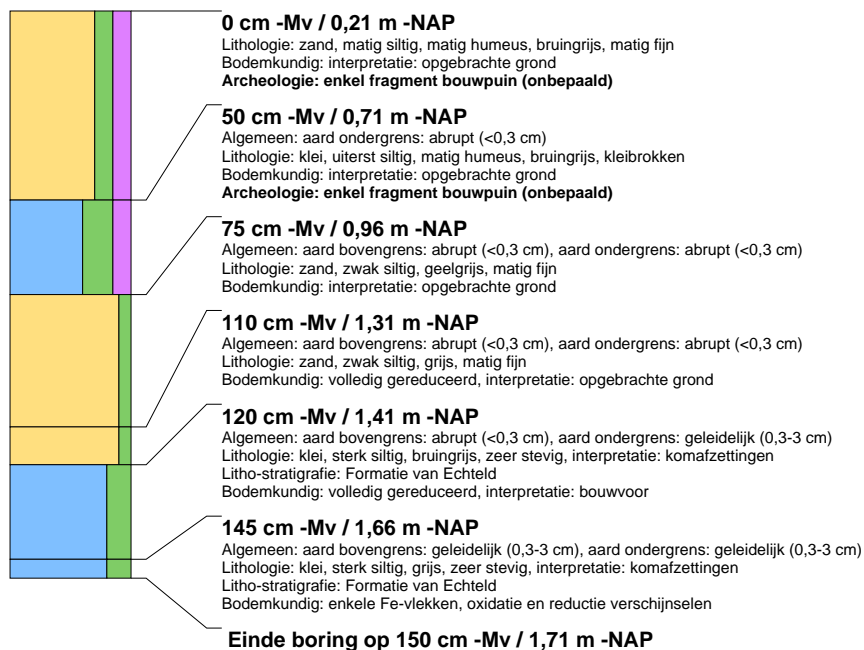 0 cm -Mv / 0,21 m -NAP
Lithologie: zand, matig siltig, matig humeus, bruingrijs, matig fijn
Bodemkundig: interpretatie: opgebrachte grond
Archeologie: enkel fragment bouwpuin (onbepaald)
50 cm -Mv / 0,71 m -NAP
Algemeen: aard ondergrens: abrupt (<0,3 cm)
Lithologie: klei, uiterst siltig, matig humeus, bruingrijs, kleibrokken
Bodemkundig: interpretatie: opgebrachte grond
Archeologie: enkel fragment bouwpuin (onbepaald)
75 cm -Mv / 0,96 m -NAP
Algemeen: aard bovengrens: abrupt (<0,3 cm), aard ondergrens: abrupt (<0,3 cm)
Lithologie: zand, zwak siltig, geelgrijs, matig fijn
Bodemkundig: interpretatie: opgebrachte grond
110 cm -Mv / 1,31 m -NAP
Algemeen: aard bovengrens: abrupt (<0,3 cm), aard ondergrens: abrupt (<0,3 cm)
Lithologie: zand, zwak siltig, grijs, matig fijn
Bodemkundig: volledig gereduceerd, interpretatie: opgebrachte grond
120 cm -Mv / 1,41 m -NAP
Algemeen: aard bovengrens: abrupt (<0,3 cm), aard ondergrens: geleidelijk (0,3-3 cm)
Lithologie: klei, sterk siltig, bruingrijs, zeer stevig, interpretatie: komafzettingen
Litho-stratigrafie: Formatie van Echteld
Bodemkundig: volledig gereduceerd, interpretatie: bouwvoor
145 cm -Mv / 1,66 m -NAP
Algemeen: aard bovengrens: geleidelijk (0,3-3 cm), aard ondergrens: geleidelijk (0,3-3 cm)
Lithologie: klei, sterk siltig, grijs, zeer stevig, interpretatie: komafzettingen
Litho-stratigrafie: Formatie van Echteld
Bodemkundig: enkele Fe-vlekken, oxidatie en reductie verschijnselen
Einde boring op 150 cm -Mv / 1,71 m -NAP